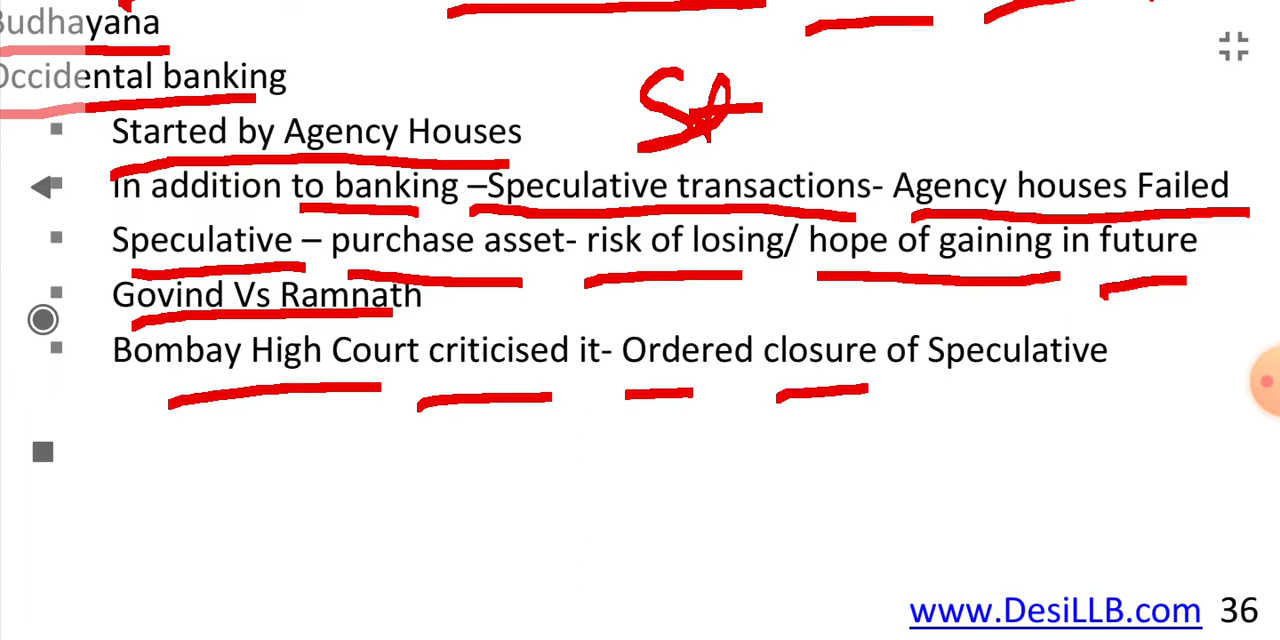 Budhayana
Occidental banking
Started by Agency Houses
In addition to banking –Speculative transactions- Agency houses Failed
Speculative – purchase asset- risk of losing/ hope of gaining in future
Govind Vs Ramnath
Bombay High Court criticised it- Ordered closure of Speculative
www.DesiLLB.com 36